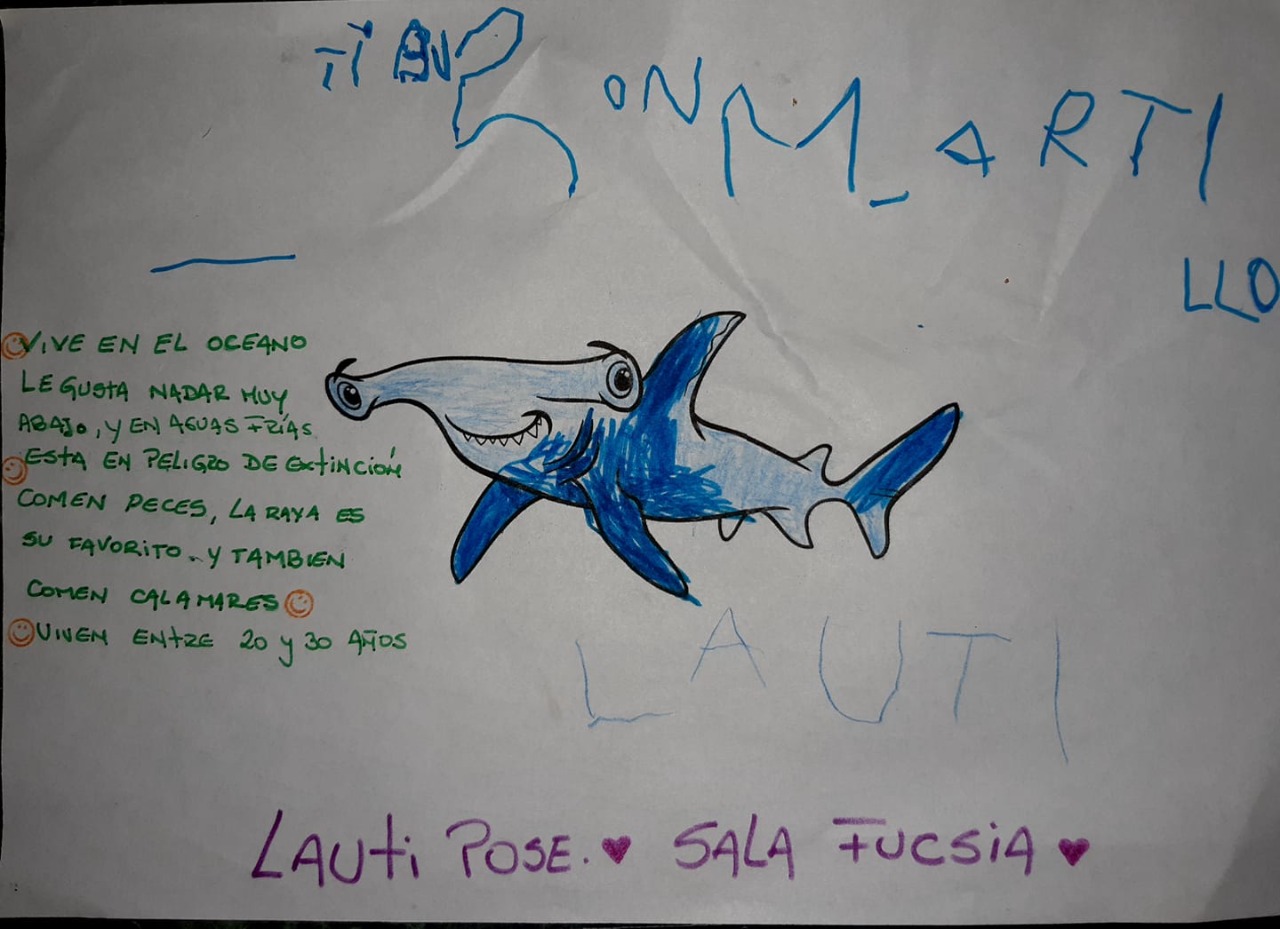 TIBURON MARTI
LLO
VIVE EN EL OCEANO
LE GUSTA NADAR MUY
ABAJO, Y EN AGUAS FRÍAS
ESTA EN PELIGRO DE EXTINCIÓN
COMEN PECES, LA RAYA ES
SU FAVORITO. Y TAMBIEN
COMEN CALAMARES
VIVEN ENTRE 20 y 30 AÑOS
LAUTI
LAUti POSE. ♥ SALA FUCSiA ♥